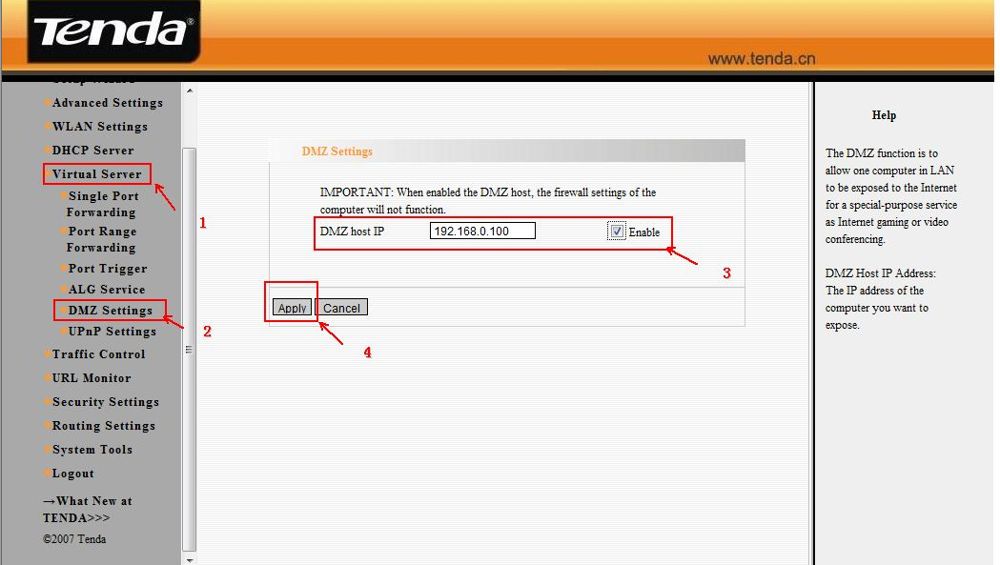 Tenda®
www.tenda.cn
Advanced Settings
WLAN Settings
DHCP Server
Virtual Server
Single Port
Forwarding
Port Range
Forwarding
Port Trigger
ALG Service
DMZ Settings
UPnP Settings
Traffic Control
URL Monitor
Security Settings
Routing Settings
System Tools
Logout
→What New at
TENDA>>>
©2007 Tenda
1
2
DMZ Settings
IMPORTANT: When enabled the DMZ host, the firewall settings of the
computer will not function.
DMZ host IP 192.168.0.100 Enable
3
Apply Cancel
4
Help
The DMZ function is to
allow one computer in LAN
to be exposed to the Internet
for a special-purpose service
as Internet gaming or video
conferencing.
DMZ Host IP Address:
The IP address of the
computer you want to
expose.